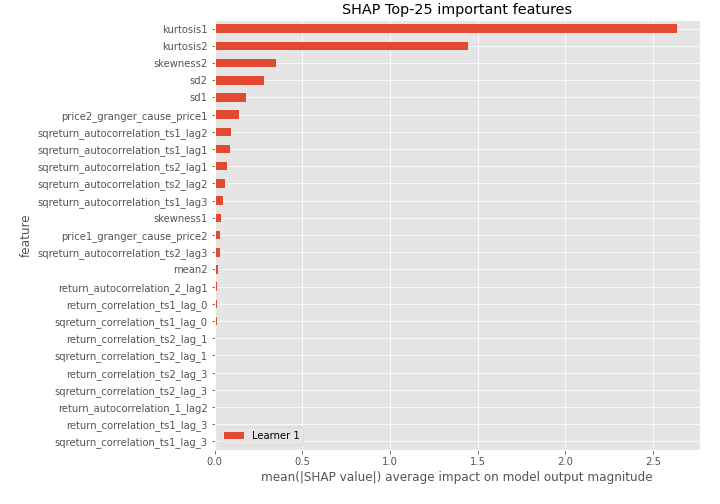 SHAP Top-25 important features
feature
kurtosis1
kurtosis2
skewness2
sd2
sd1
price2_granger_cause_price1
sqreturn_autocorrelation_ts1_lag2
sqreturn_autocorrelation_ts1_lag1
sqreturn_autocorrelation_ts2_lag1
sqreturn_autocorrelation_ts2_lag2
sqreturn_autocorrelation_ts1_lag3
skewness1
price1_granger_cause_price2
sqreturn_autocorrelation_ts2_lag3
mean2
return_autocorrelation_2_lag1
return_correlation_ts1_lag_0
sqreturn_correlation_ts1_lag_0
return_correlation_ts2_lag_1
sqreturn_correlation_ts2_lag_1
return_correlation_ts2_lag_3
sqreturn_correlation_ts2_lag_3
return_autocorrelation_1_lag2
return_correlation_ts1_lag_3
sqreturn_correlation_ts1_lag_3
Learner 1
0.0 0.5 1.0 1.5 2.0 2.5
mean(|SHAP value|) average impact on model output magnitude